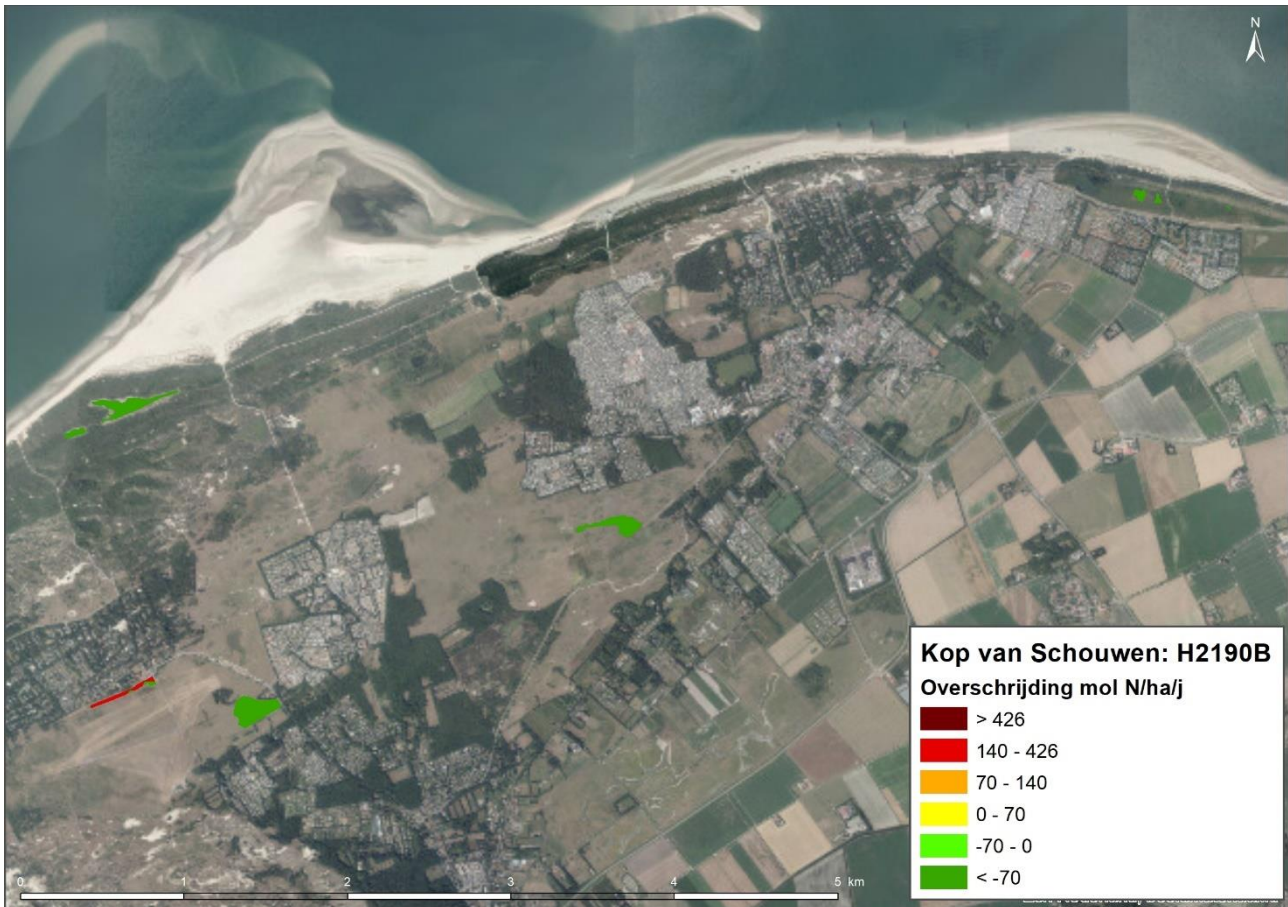 N
Kop van Schouwen: H2190B
Overschrijding mol N/ha/j
> 426
140 - 426
70 - 140
0 - 70
-70 - 0
< -70
0 1 2 3 4 5 km